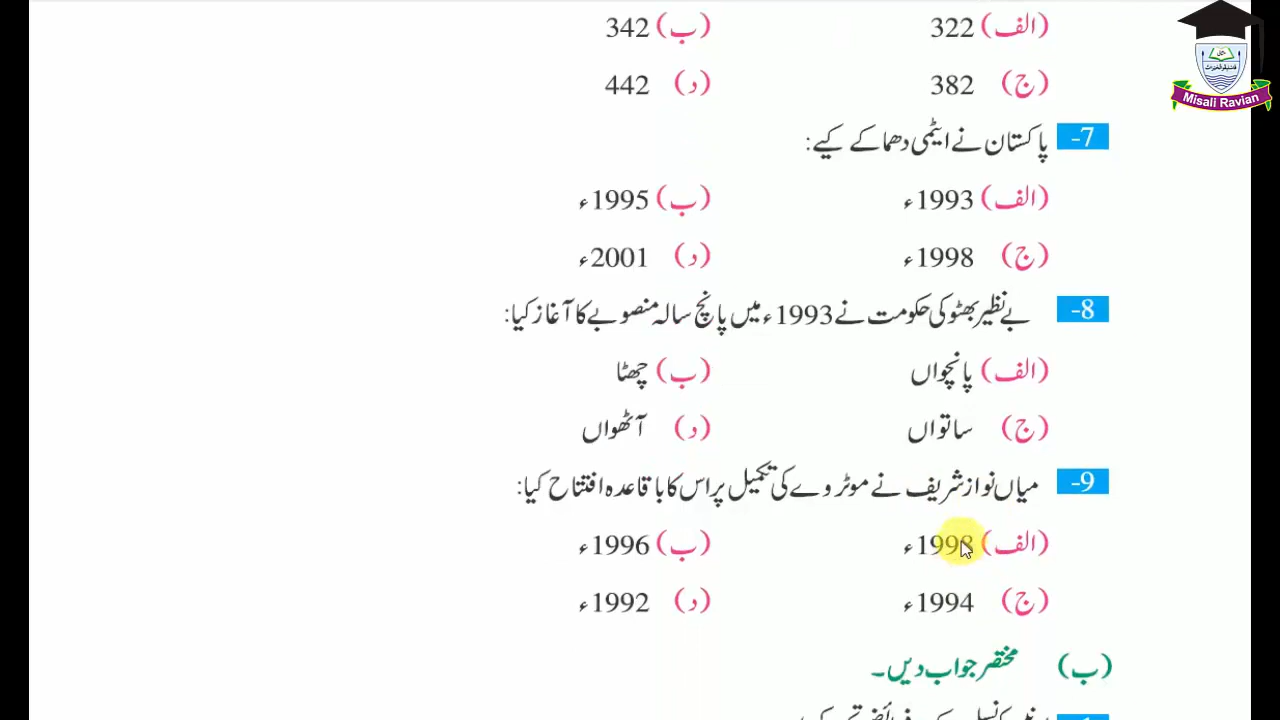 (الف) 322 (ب) 342
(ج) 382 (د) 442
7- پاکستان نے ایٹمی دھماکے کیے:
(الف) 1993ء (ب) 1995ء
(ج) 1998ء (د) 2001ء
8- بے نظیر بھٹو کی حکومت نے 1993ء میں پانچ سالہ منصوبے کا آغاز کیا:
(الف) پانچواں (ب) چھٹا
(ج) ساتواں (د) آٹھواں
9- میاں نواز شریف نے موٹر وے کی تکمیل پر اس کا باقاعدہ افتتاح کیا:
(الف) 1998ء (ب) 1996ء
(ج) 1994ء (د) 1992ء
(ب) مختصر جواب دیں۔
Misali Ravian